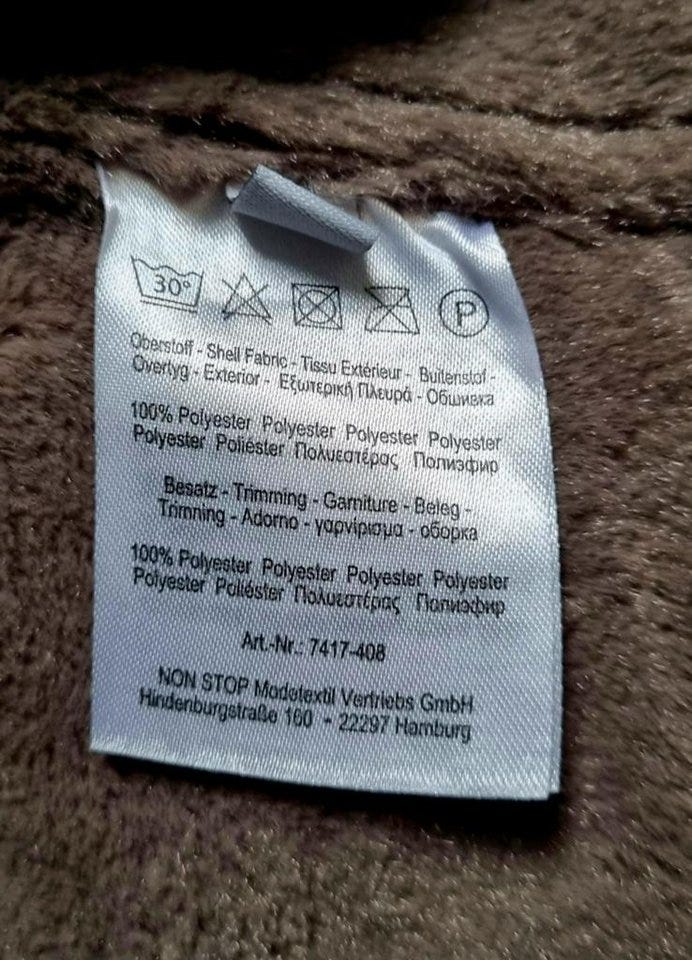 30°
P
Oberstoff - Shell Fabric - Tissu Extérieur - Buitenstof -
Overtyg - Exterior - Εξωτερική Πλευρά - Обшивка
100% Polyester Polyester Polyester Polyester
Polyester Poliéster Πολυεστέρας Полиэфир
Besatz - Trimming - Garniture - Beleg -
Trimning - Adorno - γαρνίρισμα - оборка
100% Polyester Polyester Polyester Polyester
Polyester Poliéster Πολυεστέρας Полиэфир
Art.-Nr.: 7417-408
NON STOP Modetextil Vertriebs GmbH
Hindenburgstraße 160 - 22297 Hamburg